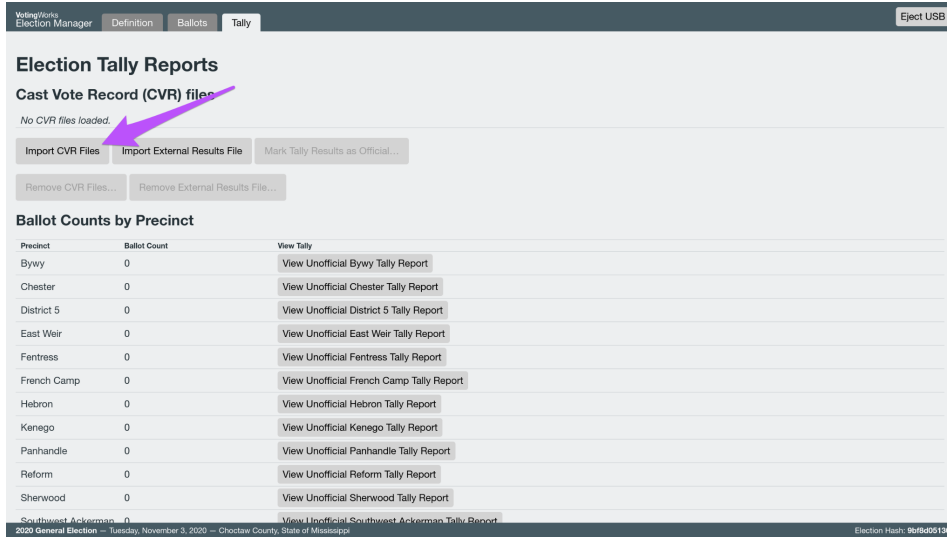 VotingWorks
Election Manager
Definition
Ballots
Tally
Eject USB
Election Tally Reports
Cast Vote Record (CVR) files
No CVR files loaded.
Import CVR Files
Import External Results File
Mark Tally Results as Official…
Remove CVR Files…
Remove External Results File…
Ballot Counts by Precinct
Precinct Ballot Count View Tally
Bywy 0 View Unofficial Bywy Tally Report
Chester 0 View Unofficial Chester Tally Report
District 5 0 View Unofficial District 5 Tally Report
East Weir 0 View Unofficial East Weir Tally Report
Fentress 0 View Unofficial Fentress Tally Report
French Camp 0 View Unofficial French Camp Tally Report
Hebron 0 View Unofficial Hebron Tally Report
Kenego 0 View Unofficial Kenego Tally Report
Panhandle 0 View Unofficial Panhandle Tally Report
Reform 0 View Unofficial Reform Tally Report
Sherwood 0 View Unofficial Sherwood Tally Report
Southwest Ackerman 0 View Unofficial Southwest Ackerman Tally Report
2020 General Election — Tuesday, November 3, 2020 — Choctaw County, State of Mississippi Election Hash: 9bf8d0513